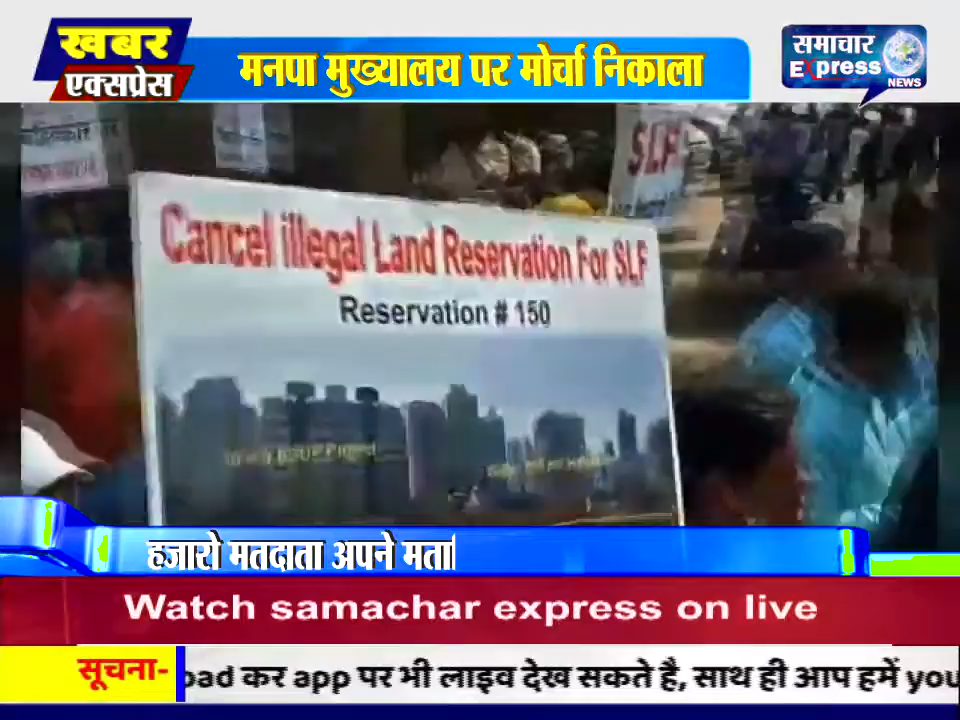 खबर
एक्सप्रेस
मनपा मुख्यालय पर मोर्चा निकाला
समाचार
Express
NEWS
SLF
Cancel illegal Land Reservation For SLF
Reservation # 150
हजारो मतदाता अपने मता
Watch samachar express on live
सूचना-
oad कर app पर भी लाइव देख सकते है, साथ ही आप हमें you